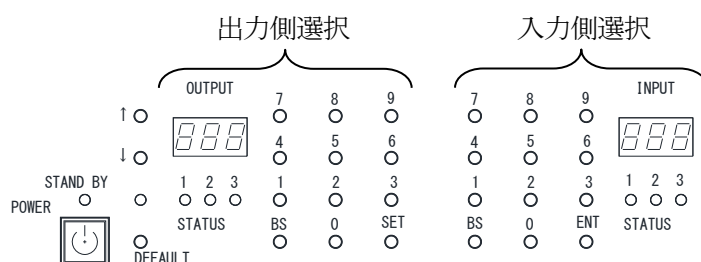 出力側選択 入力側選択
OUTPUT INPUT
7 8 9 7 8 9
↑
4 5 6 4 5 6
↓
STAND BY 1 2 3 1 2 3 1 2 3 1 2 3
POWER
STATUS BS 0 SET BS 0 ENT STATUS
DEFAULT